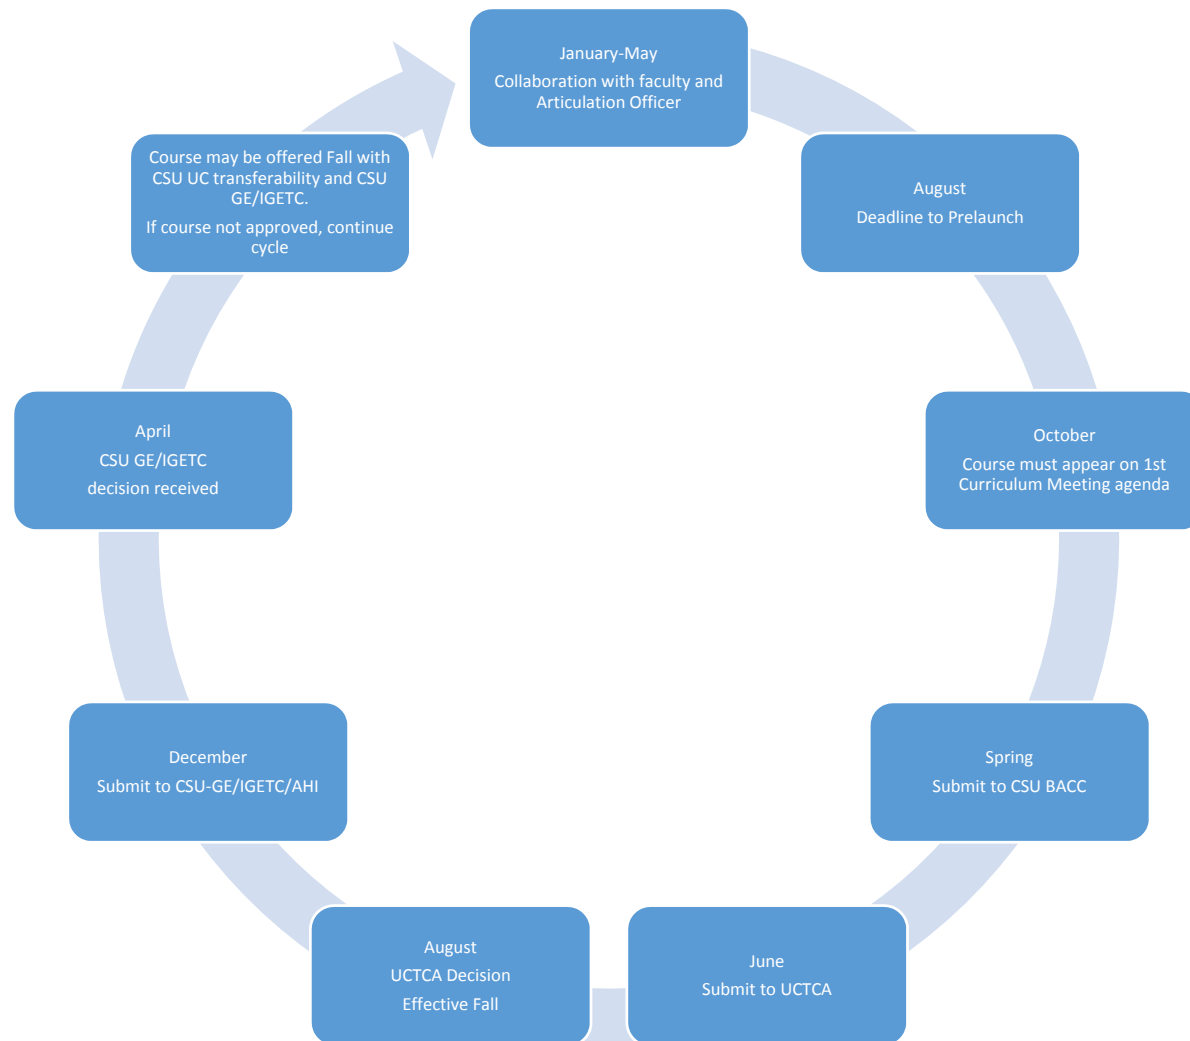 January-May
Collaboration with faculty and
Articulation Officer
August
Deadline to Prelaunch
October
Course must appear on 1st
Curriculum Meeting agenda
Spring
Submit to CSU BACC
June
Submit to UCTCA
August
UCTCA Decision
Effective Fall
December
Submit to CSU-GE/IGETC/AHI
April
CSU GE/IGETC
decision received
Course may be offered Fall with
CSU UC transferability and CSU
GE/IGETC.
If course not approved, continue
cycle